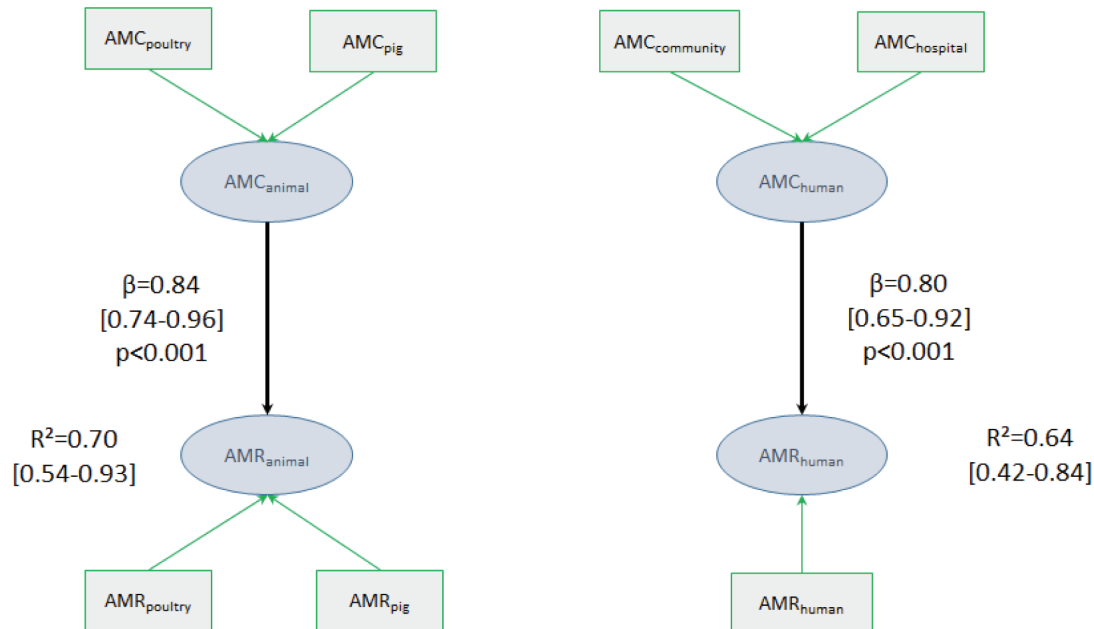 AMCpoultry
AMCpig
AMCcommunity
AMChospital
AMCanimal
AMChuman
β=0.84
[0.74-0.96]
p<0.001
β=0.80
[0.65-0.92]
p<0.001
R²=0.70
[0.54-0.93]
AMRanimal
AMRhuman
R²=0.64
[0.42-0.84]
AMRpoultry
AMRpig
AMRhuman